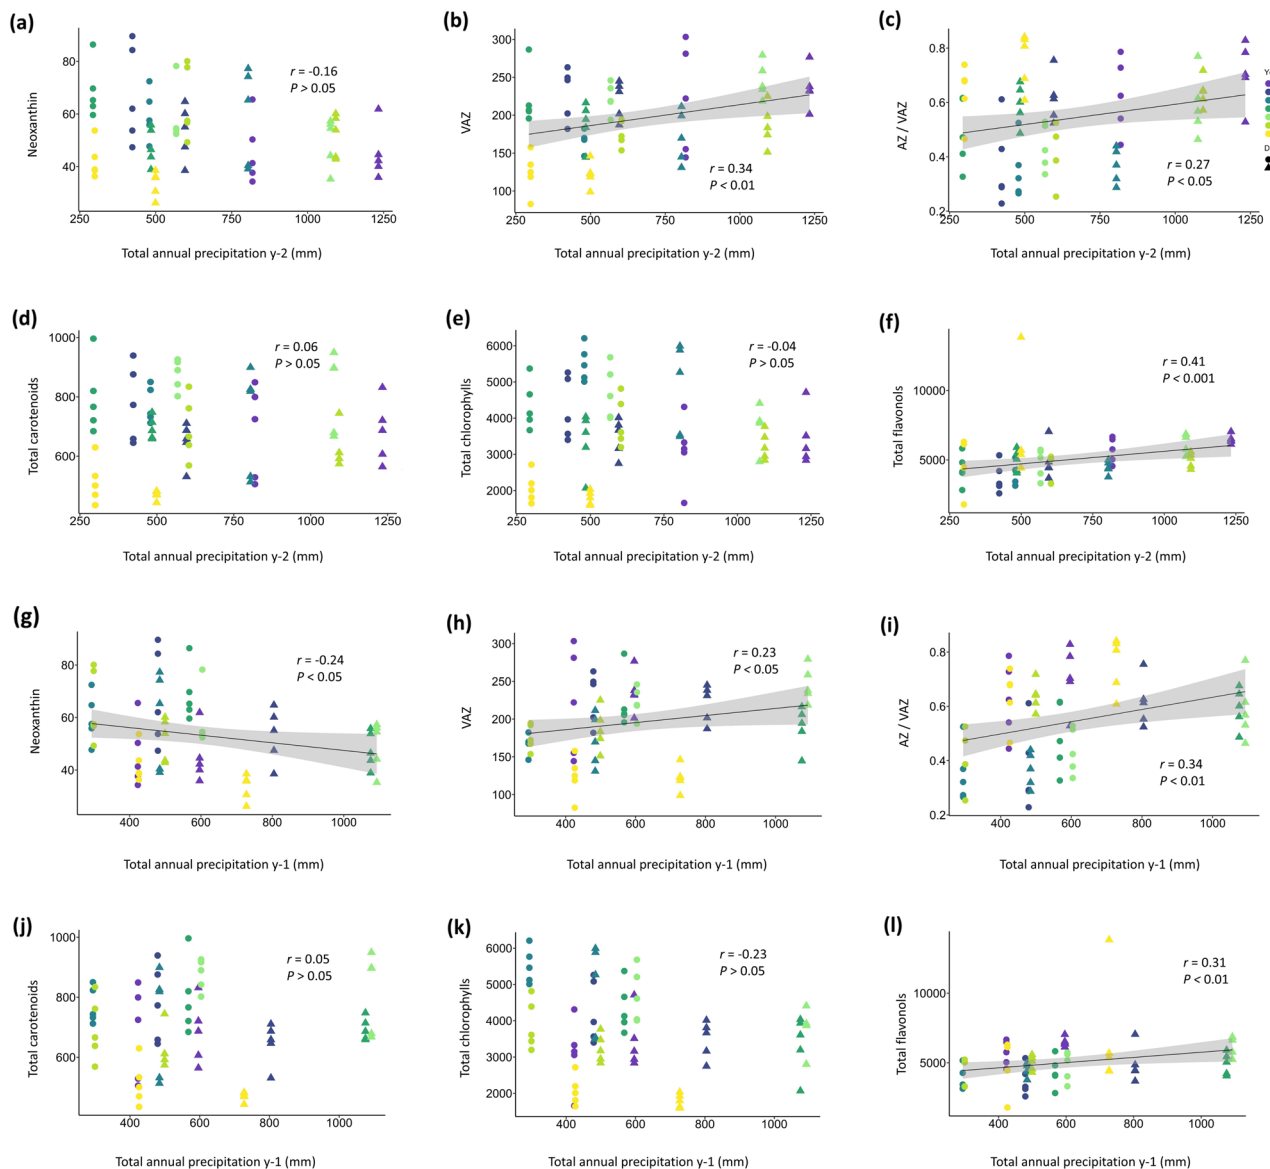 (a)
Neoxanthin
80
60
40
r = -0.16
P > 0.05
250 500 750 1000 1250
Total annual precipitation y-2 (mm)
(b)
VAZ
300
250
200
150
100
r = 0.34
P < 0.01
250 500 750 1000 1250
Total annual precipitation y-2 (mm)
(c)
AZ / VAZ
0.8
0.6
0.4
0.2
r = 0.27
P < 0.05
250 500 750 1000 1250
Total annual precipitation y-2 (mm)
(d)
Total carotenoids
1000
800
600
r = 0.06
P > 0.05
250 500 750 1000 1250
Total annual precipitation y-2 (mm)
(e)
Total chlorophylls
6000
5000
4000
3000
2000
r = -0.04
P > 0.05
250 500 750 1000 1250
Total annual precipitation y-2 (mm)
(f)
Total flavonols
10000
5000
r = 0.41
P < 0.001
250 500 750 1000 1250
Total annual precipitation y-2 (mm)
(g)
Neoxanthin
80
60
40
r = -0.24
P < 0.05
400 600 800 1000
Total annual precipitation y-1 (mm)
(h)
VAZ
300
250
200
150
100
r = 0.23
P < 0.05
400 600 800 1000
Total annual precipitation y-1 (mm)
(i)
AZ / VAZ
0.8
0.6
0.4
0.2
r = 0.34
P < 0.01
400 600 800 1000
Total annual precipitation y-1 (mm)
(j)
Total carotenoids
1000
800
600
r = 0.05
P > 0.05
400 600 800 1000
Total annual precipitation y-1 (mm)
(k)
Total chlorophylls
6000
5000
4000
3000
2000
r = -0.23
P > 0.05
400 600 800 1000
Total annual precipitation y-1 (mm)
(l)
Total flavonols
10000
5000
r = 0.31
P < 0.01
400 600 800 1000
Total annual precipitation y-1 (mm)